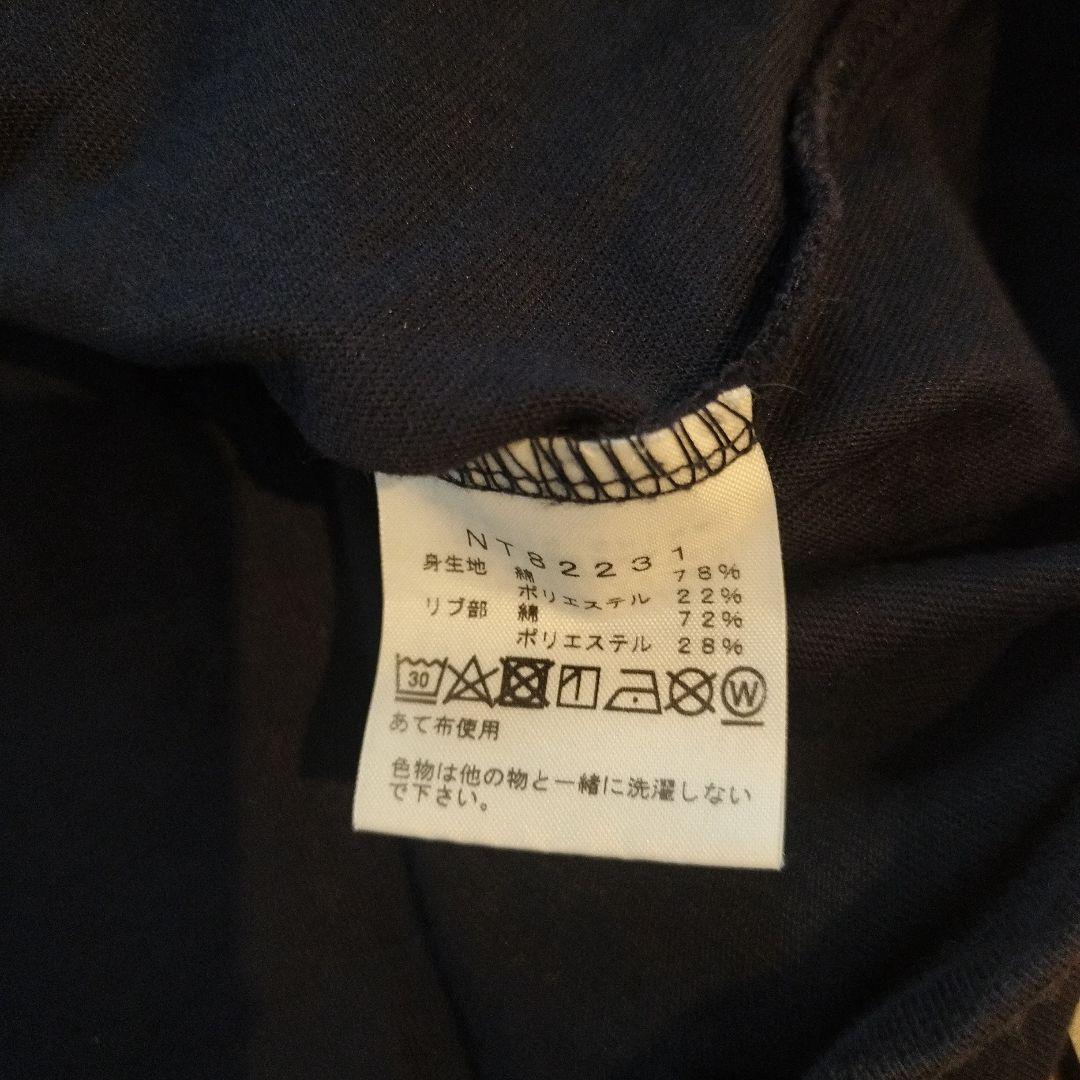 NT82231
身生地 綿 78%
ポリエステル 22%
リブ部 綿 72%
ポリエステル 28%
30 W
あて布使用
色物は他の物と一緒に洗濯しない
で下さい。